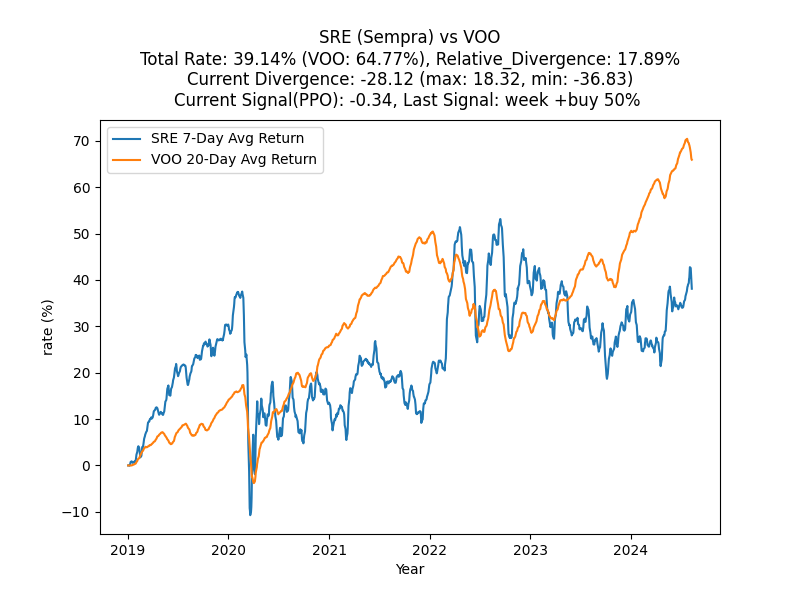 SRE (Sempra) vs VOO
Total Rate: 39.14% (VOO: 64.77%), Relative_Divergence: 17.89%
Current Divergence: -28.12 (max: 18.32, min: -36.83)
Current Signal(PPO): -0.34, Last Signal: week +buy 50%
SRE 7-Day Avg Return
VOO 20-Day Avg Return
rate (%)
70
60
50
40
30
20
10
0
−10
2019
2020
2021
2022
2023
2024
Year